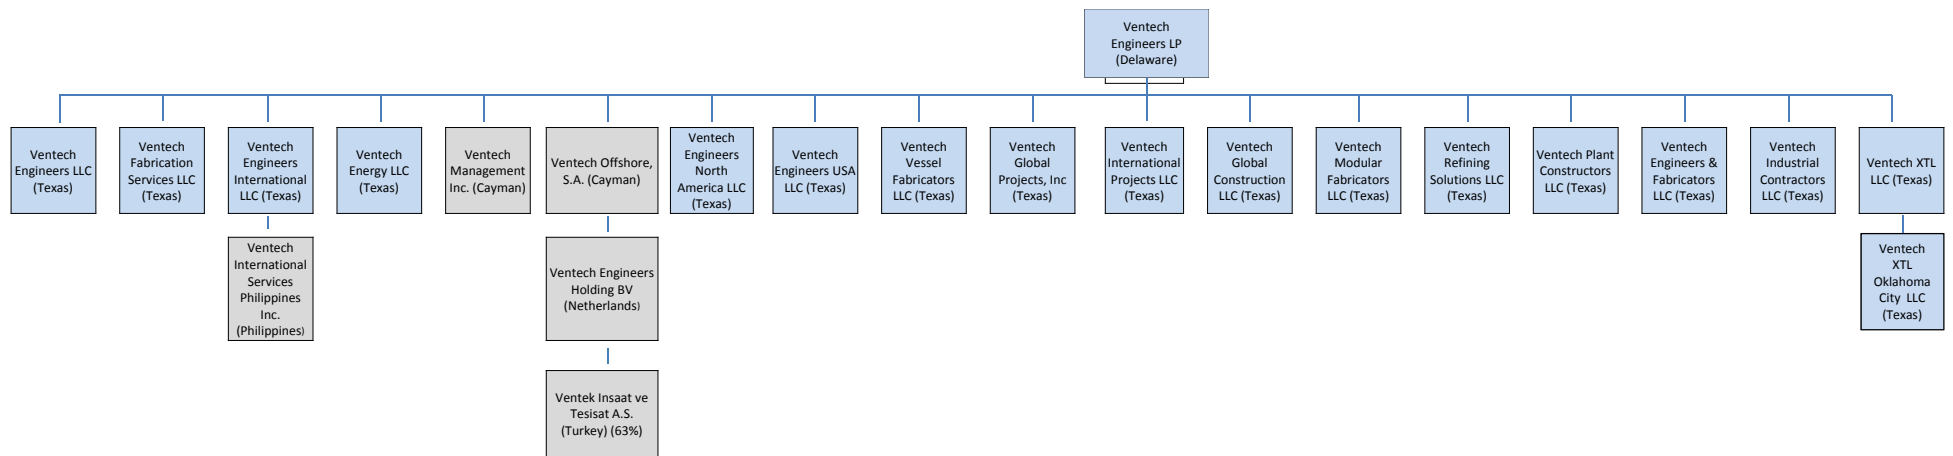 Ventech
Engineers LP
(Delaware)
Ventech
Engineers LLC
(Texas)
Ventech
Fabrication
Services LLC
(Texas)
Ventech
Engineers
International
LLC (Texas)
Ventech
Energy LLC
(Texas)
Ventech
Management
Inc. (Cayman)
Ventech Offshore,
S.A. (Cayman)
Ventech
Engineers
North
America LLC
(Texas)
Ventech
Engineers USA
LLC (Texas)
Ventech
Vessel
Fabricators
LLC (Texas)
Ventech
Global
Projects, Inc
(Texas)
Ventech
International
Projects LLC
(Texas)
Ventech
Global
Construction
LLC (Texas)
Ventech
Modular
Fabricators
LLC (Texas)
Ventech
Refining
Solutions LLC
(Texas)
Ventech Plant
Constructors
LLC (Texas)
Ventech
Engineers &
Fabricators
LLC (Texas)
Ventech
Industrial
Contractors
LLC (Texas)
Ventech XTL
LLC (Texas)
Ventech
International
Services
Philippines
Inc.
(Philippines)
Ventech Engineers
Holding BV
(Netherlands)
Ventech
XTL
Oklahoma
City LLC
(Texas)
Ventek Insaat ve
Tesisat A.S.
(Turkey) (63%)